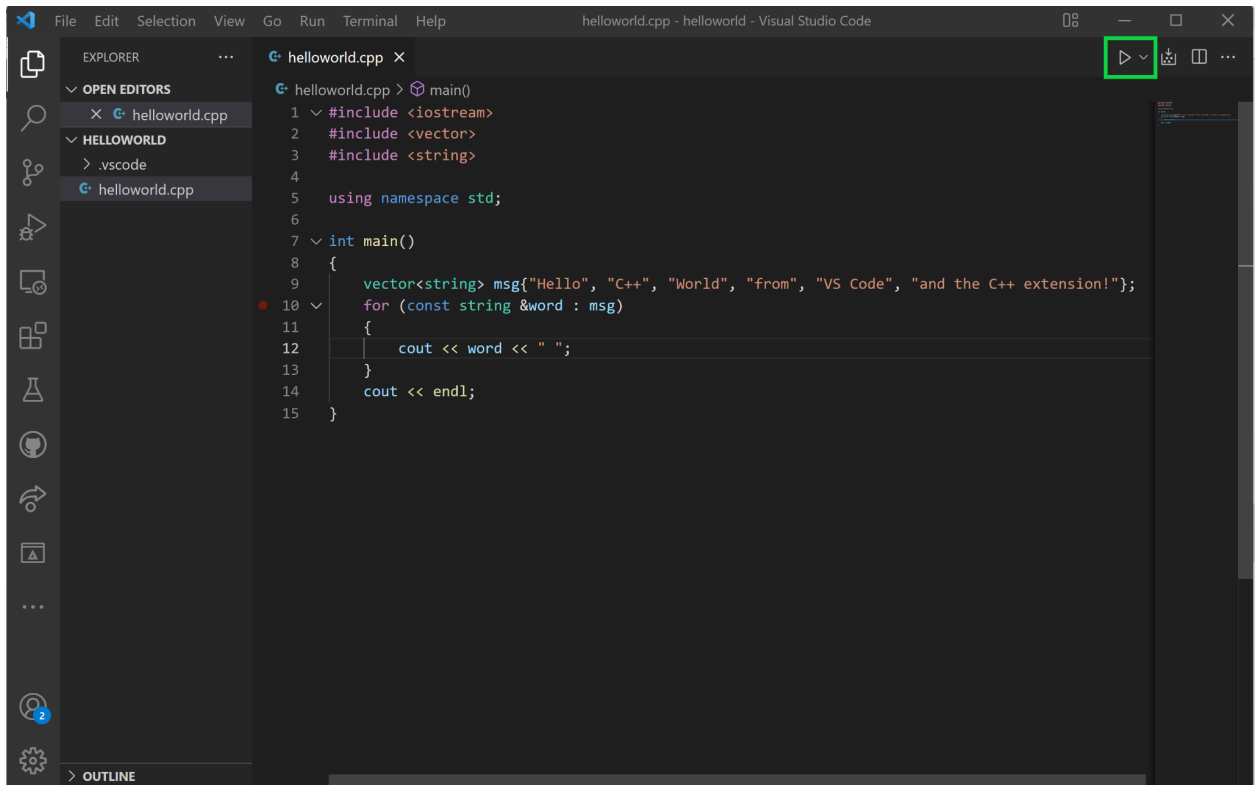 File Edit Selection View Go Run Terminal Help helloworld.cpp - helloworld - Visual Studio Code
EXPLORER
OPEN EDITORS
helloworld.cpp
HELLOWORLD
.vscode
helloworld.cpp
OUTLINE
2
helloworld.cpp
helloworld.cpp > main()
1 #include <iostream>
2 #include <vector>
3 #include <string>
4
5 using namespace std;
6
7 int main()
8 {
9 vector<string> msg{"Hello", "C++", "World", "from", "VS Code", "and the C++ extension!"};
10 for (const string &word : msg)
11 {
12 cout << word << " ";
13 }
14 cout << endl;
15 }